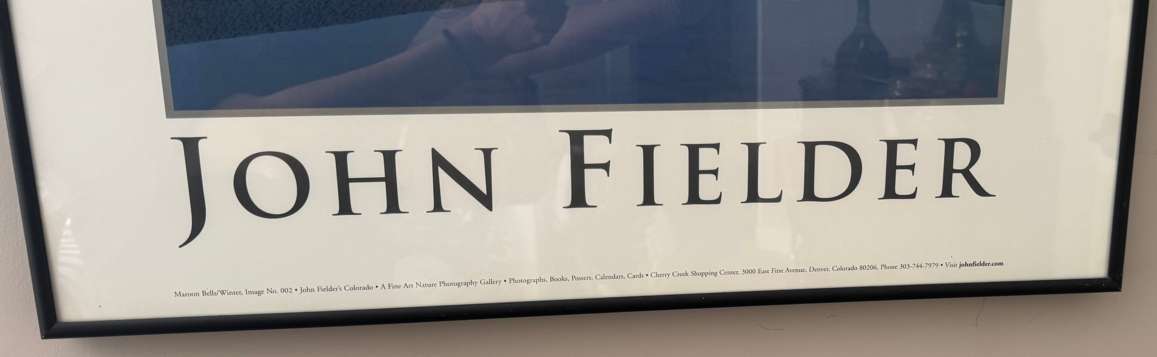 JOHN FIELDER
Maroon Bells/Winter, Image No. 002 • John Fielder's Colorado • A Fine Art Nature Photography Gallery • Photographs, Books, Posters, Calendars, Cards • Cherry Creek Shopping Center, 3000 East First Avenue, Denver, Colorado 80206, Phone 303-744-7979 • Visit johnfielder.com